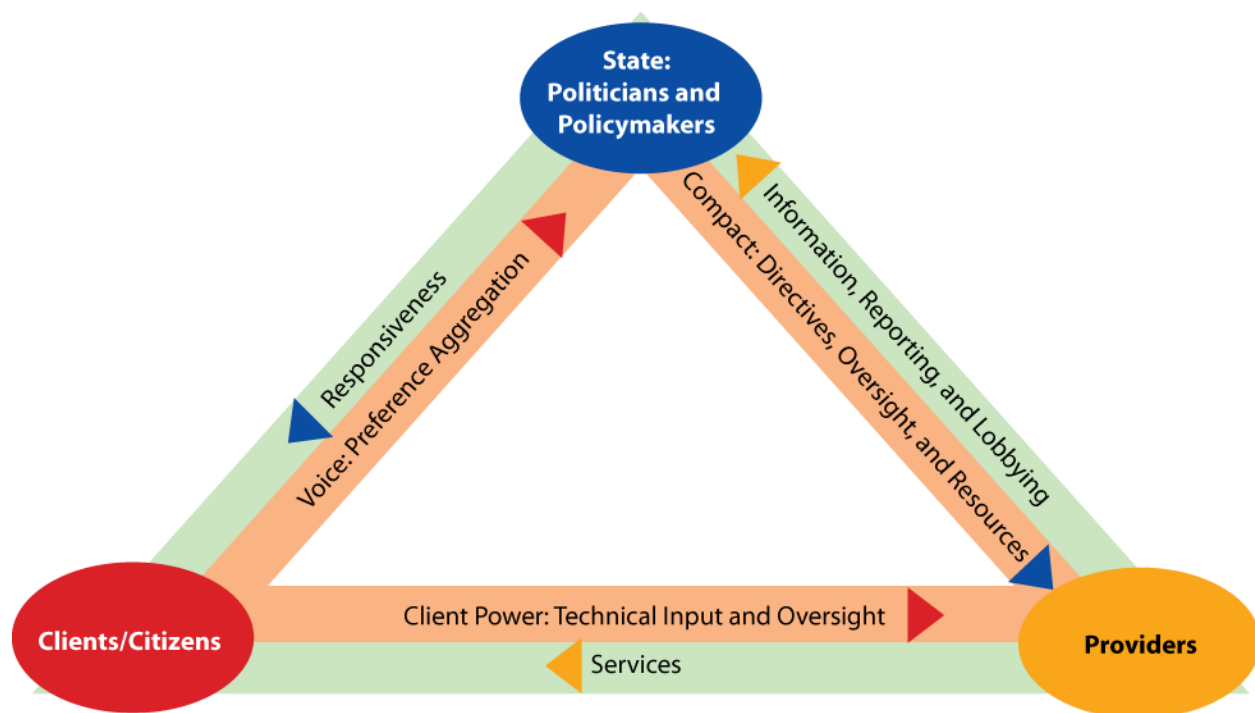 State:
Politicians and
Policymakers
Responsiveness
Voice: Preference Aggregation
Compact: Directives, Oversight, and Resources
Information, Reporting, and Lobbying
Client Power: Technical Input and Oversight
Clients/Citizens
Providers
Services